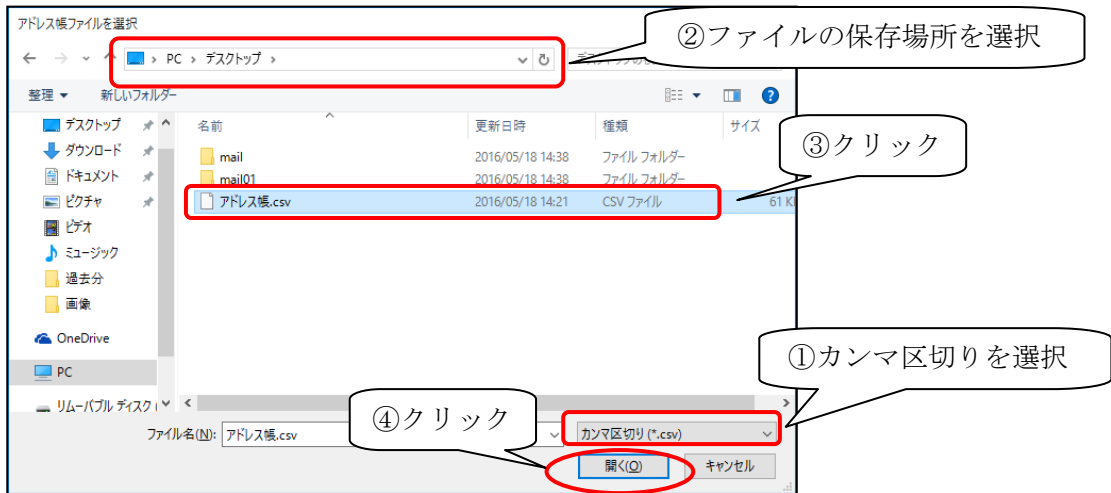 アドレス帳ファイルを選択
②ファイルの保存場所を選択
PC › デスクトップ ›
整理 新しいフォルダー
デスクトップ
ダウンロード
ドキュメント
ピクチャ
ビデオ
ミュージック
過去分
画像
OneDrive
PC
リムーバブル ディスク (
名前 更新日時 種類 サイズ
mail 2016/05/18 14:38 ファイル フォルダー
mail01 2016/05/18 14:38 ファイル フォルダー
アドレス帳.csv 2016/05/18 14:21 CSV ファイル 61 K
③クリック
①カンマ区切りを選択
④クリック
ファイル名(N): アドレス帳.csv カンマ区切り (*.csv)
開く(O) キャンセル